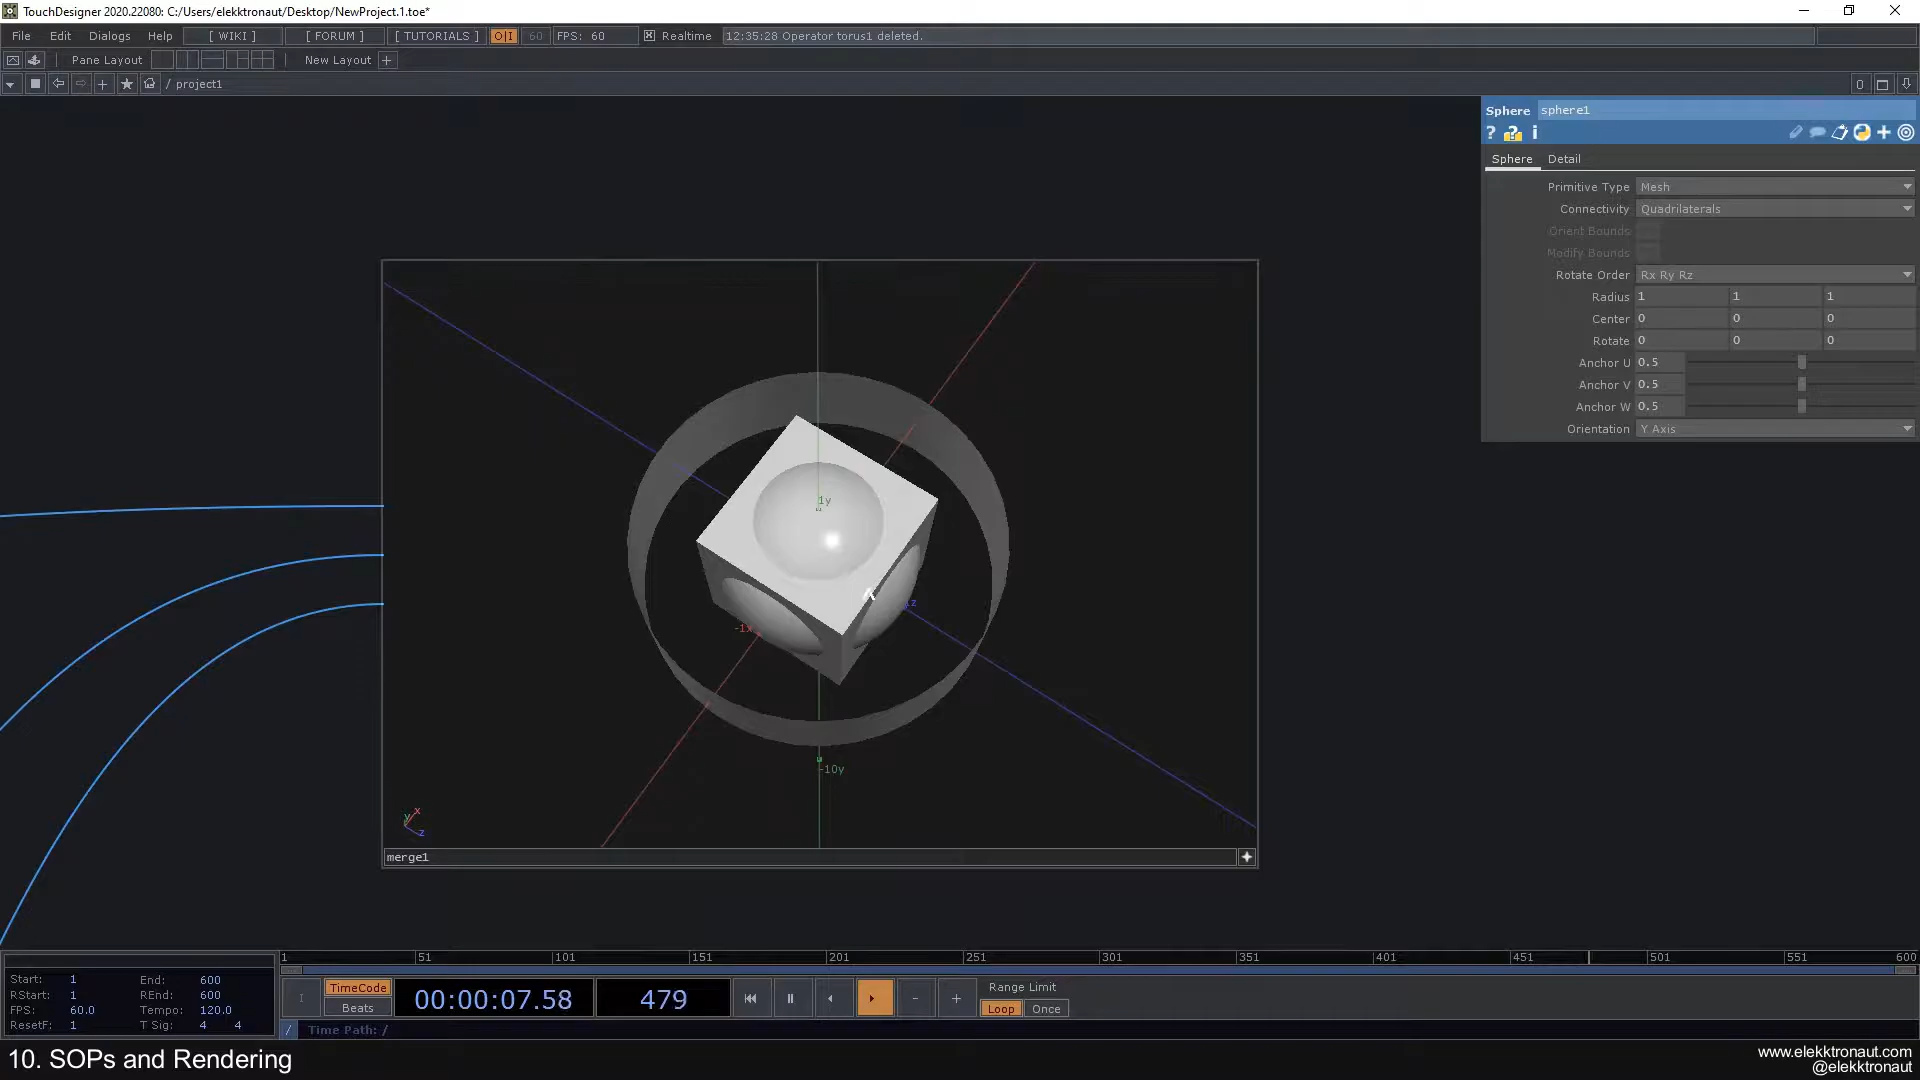 TouchDesigner 2020.22080: C:/Users/elekktronaut/Desktop/NewProject.1.toe*
File Edit Dialogs Help [ WIKI ] [ FORUM ] [ TUTORIALS ] O|I 60 FPS: 60 Realtime 12:35:28 Operator torus1 deleted.
Pane Layout New Layout +
/ project1 0
Sphere sphere1
? ? i
Sphere Detail
Primitive Type Mesh
Connectivity Quadrilaterals
Orient Bounds
Modify Bounds
Rotate Order Rx Ry Rz
Radius 1 1 1
Center 0 0 0
Rotate 0 0 0
Anchor U 0.5
Anchor V 0.5
Anchor W 0.5
Orientation Y Axis
1y
z
-1x
-10y
x
y
z
merge1
1 51 101 151 201 251 301 351 401 451 501 551 600
Start: 1 End: 600
RStart: 1 REnd: 600
FPS: 60.0 Tempo: 120.0
ResetF: 1 T Sig: 4 4
I TimeCode 00:00:07.58 479 - + Range Limit
Beats Loop Once
/ Time Path: /
10. SOPs and Rendering
www.elekktronaut.com
@elekktronaut